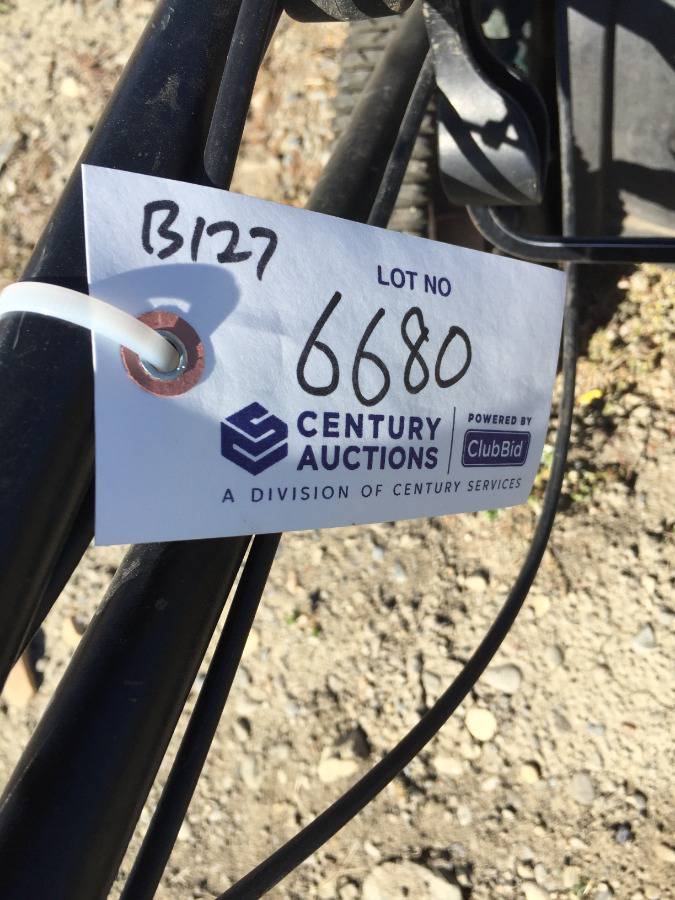 B127
LOT NO
6680
CENTURY
AUCTIONS
POWERED BY
ClubBid
A DIVISION OF CENTURY SERVICES